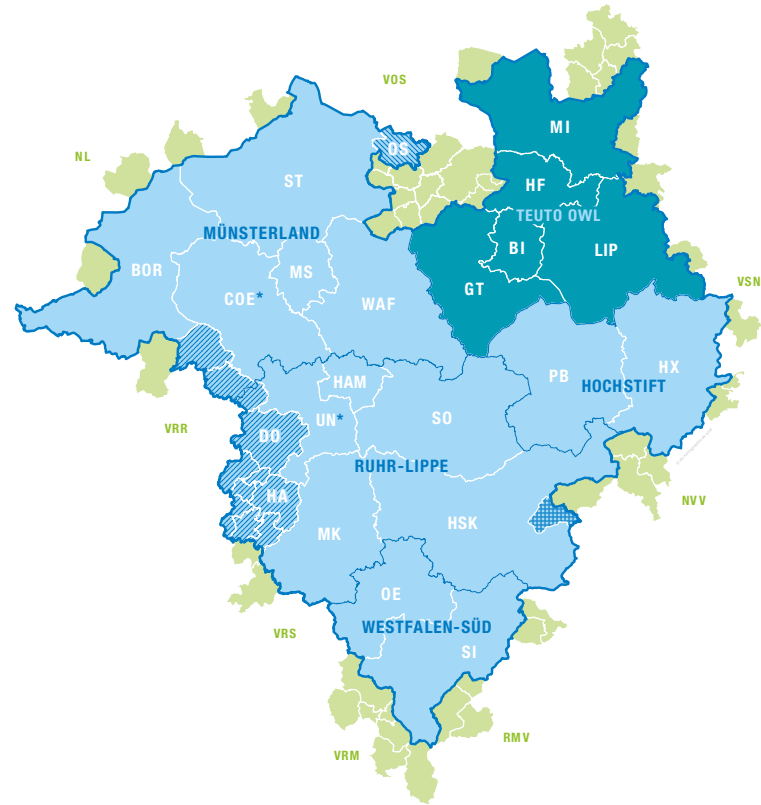 VOS
MI
OS
NL
ST
HF
TEUTO OWL
MÜNSTERLAND
BI
LIP
BOR
MS
COE*
WAF
GT
VSN
HAM
PB
HX
HOCHSTIFT
UN*
SO
VRR
DO
RUHR-LIPPE
HA
NVV
MK
HSK
OE
WESTFALEN-SÜD
VRS
SI
RMV
VRM